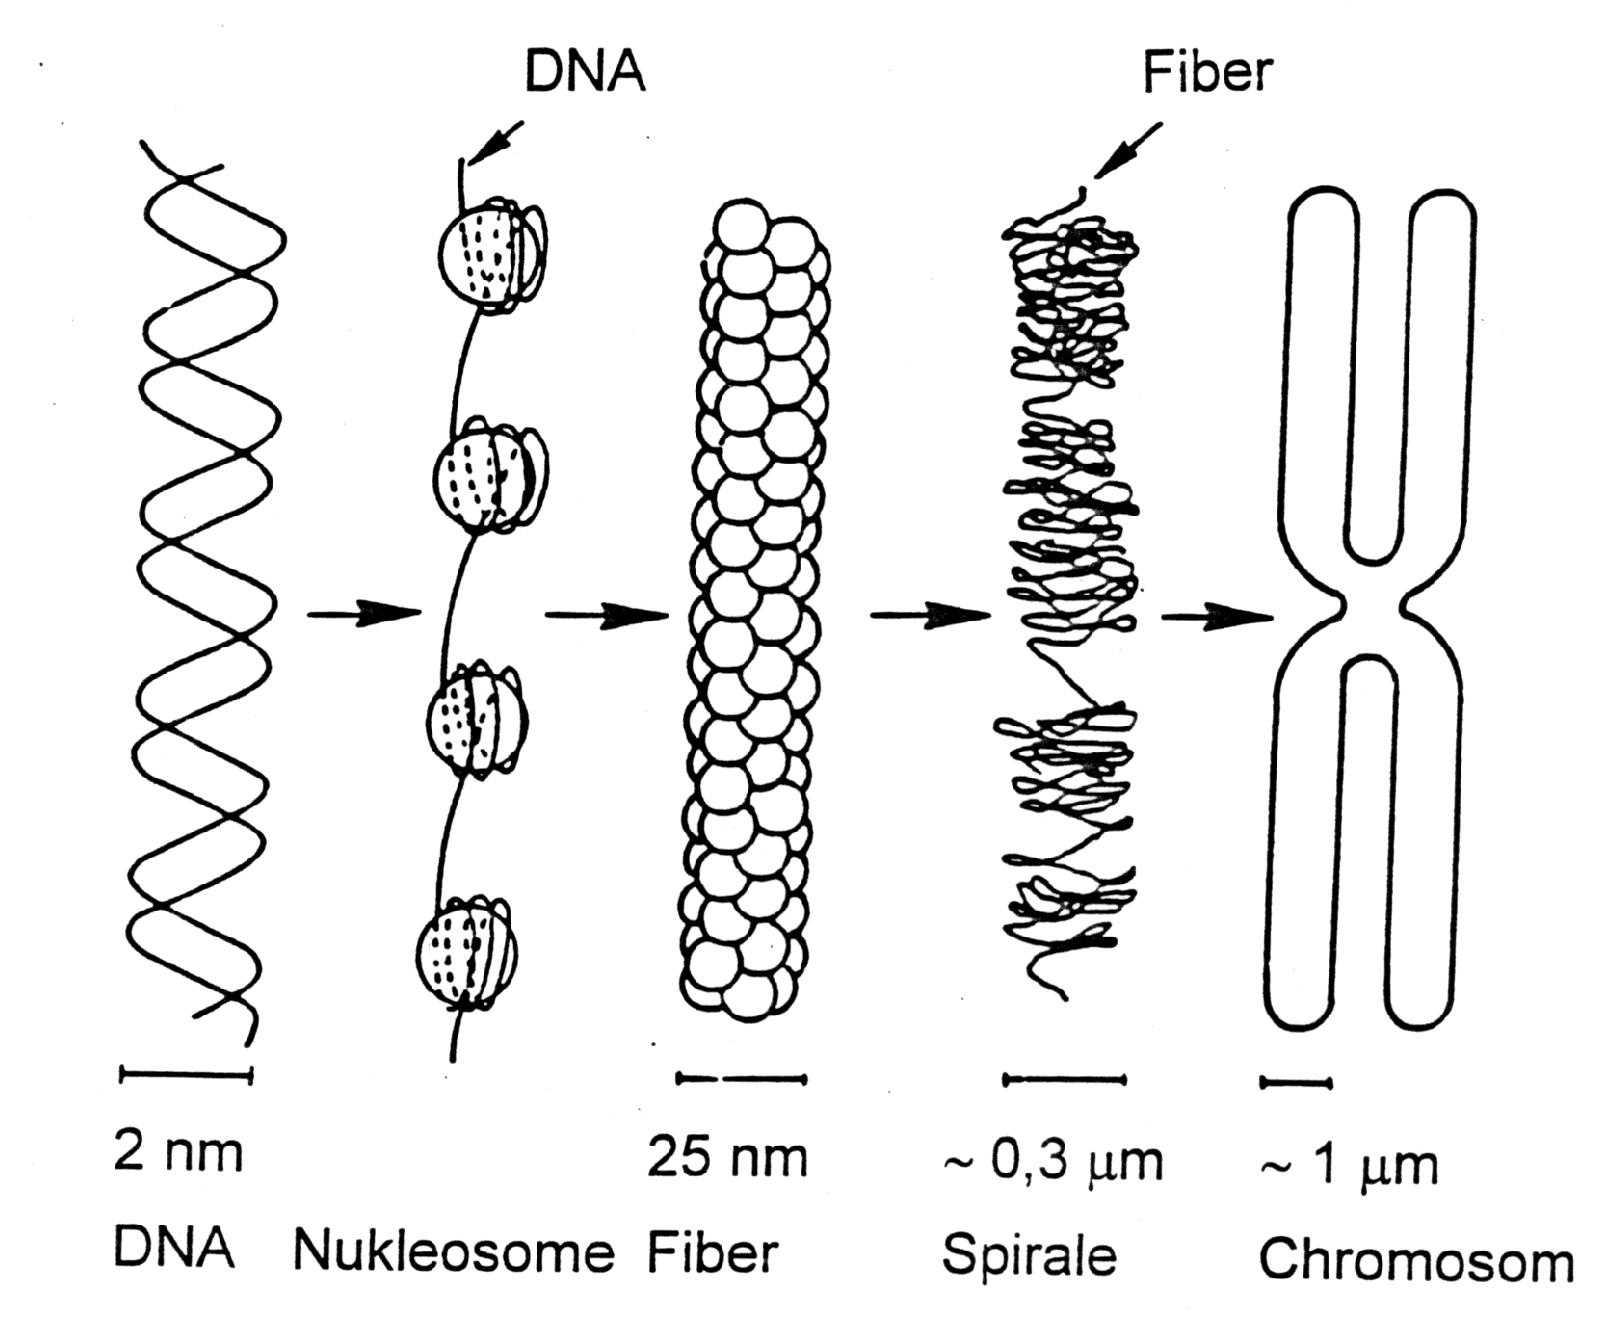 DNA
Fiber
2 nm
25 nm
~ 0,3 µm
~ 1 µm
DNA
Nukleosome
Fiber
Spirale
Chromosom